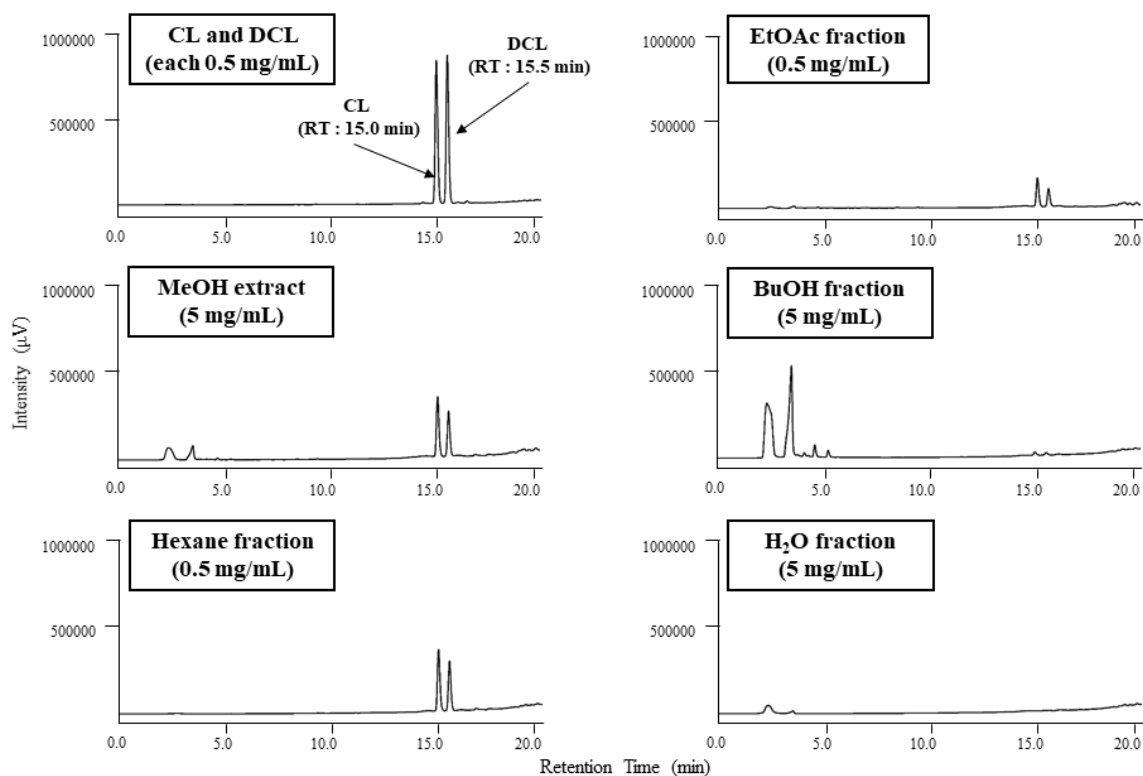 CL and DCL
(each 0.5 mg/mL)
1000000
500000
CL
(RT : 15.0 min)
DCL
(RT : 15.5 min)
0.0 5.0 10.0 15.0 20.0
EtOAc fraction
(0.5 mg/mL)
1000000
500000
0.0 5.0 10.0 15.0 20.0
MeOH extract
(5 mg/mL)
1000000
500000
0.0 5.0 10.0 15.0 20.0
BuOH fraction
(5 mg/mL)
1000000
500000
0.0 5.0 10.0 15.0 20.0
Hexane fraction
(0.5 mg/mL)
1000000
500000
0.0 5.0 10.0 15.0 20.0
H₂O fraction
(5 mg/mL)
1000000
500000
0.0 5.0 10.0 15.0 20.0
Intensity (μV)
Retention Time (min)